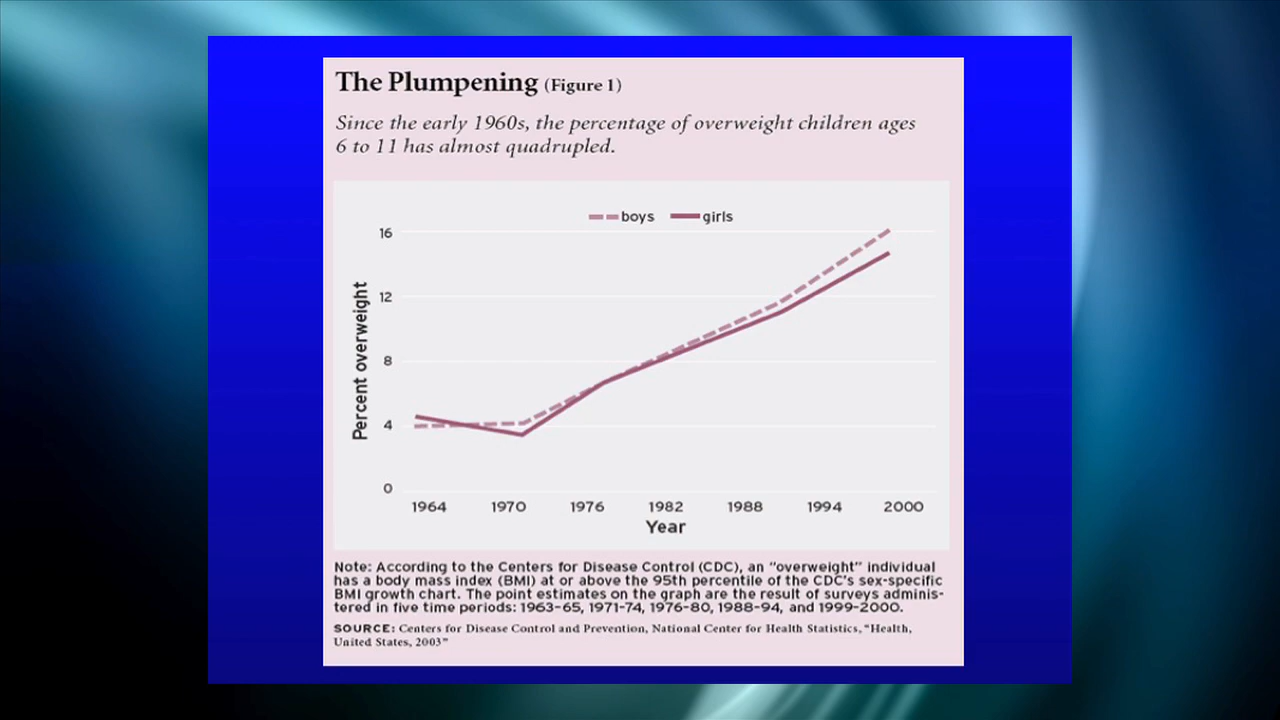 The Plumpening (Figure 1)
Since the early 1960s, the percentage of overweight children ages
6 to 11 has almost quadrupled.
boys girls
16
12
8
4
0
Percent overweight
1964 1970 1976 1982 1988 1994 2000
Year
Note: According to the Centers for Disease Control (CDC), an "overweight" individual
has a body mass index (BMI) at or above the 95th percentile of the CDC's sex-specific
BMI growth chart. The point estimates on the graph are the result of surveys adminis-
tered in five time periods: 1963-65, 1971-74, 1976-80, 1988-94, and 1999-2000.
SOURCE: Centers for Disease Control and Prevention, National Center for Health Statistics, "Health,
United States, 2003"